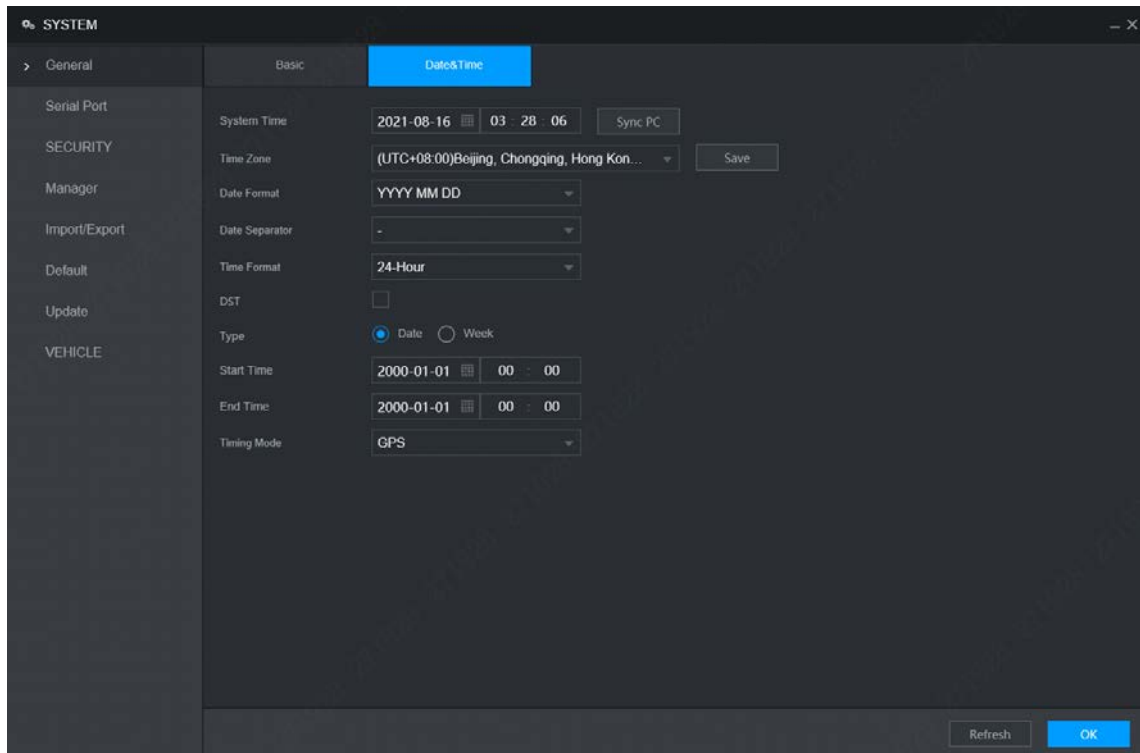 SYSTEM
General
Serial Port
SECURITY
Manager
Import/Export
Default
Update
VEHICLE
Basic Date&Time
System Time 2021-08-16 03 : 28 : 06 Sync PC
Time Zone (UTC+08:00)Beijing, Chongqing, Hong Kon... Save
Date Format YYYY MM DD
Date Separator -
Time Format 24-Hour
DST
Type Date Week
Start Time 2000-01-01 00 : 00
End Time 2000-01-01 00 : 00
Timing Mode GPS
Refresh OK